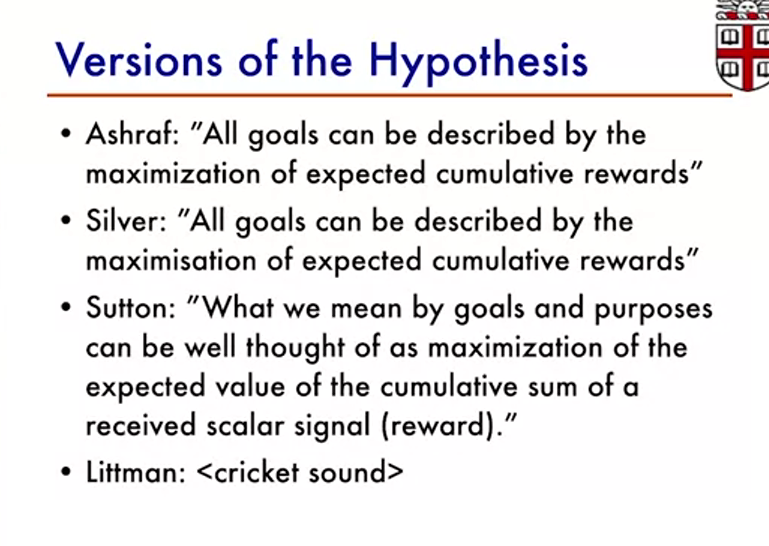 Versions of the Hypothesis
• Ashraf: ”All goals can be described by the
maximization of expected cumulative rewards”
• Silver: ”All goals can be described by the
maximisation of expected cumulative rewards”
• Sutton: ”What we mean by goals and purposes
can be well thought of as maximization of the
expected value of the cumulative sum of a
received scalar signal (reward).”
• Littman: <cricket sound>